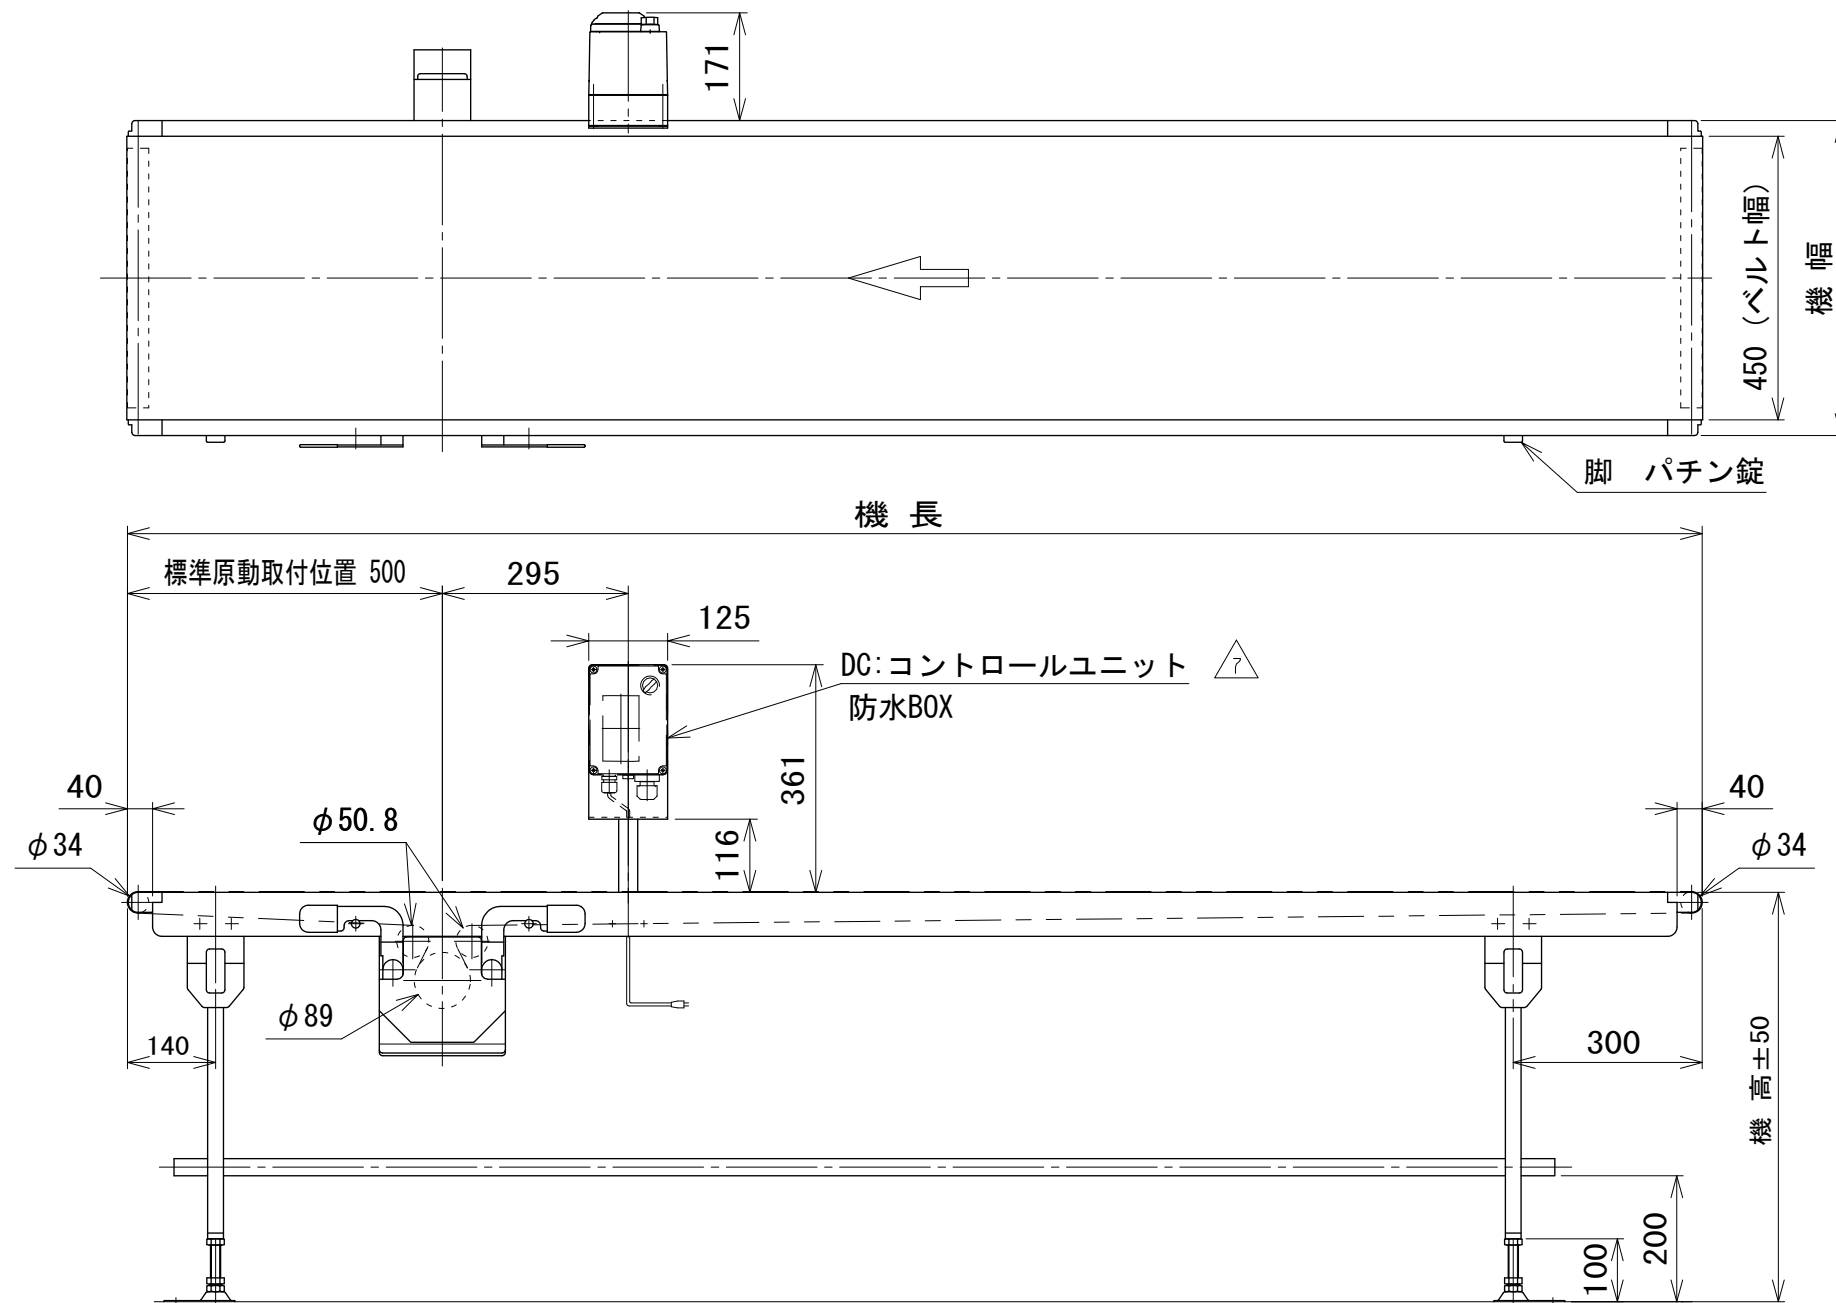 171
450 (ベルト幅)
機 幅
脚 パチン錠
機 長
標準原動取付位置 500
295
125
DC:コントロールユニット
7
防水BOX
361
116
40
φ34
φ50.8
40
φ34
φ89
140
300
機 高±50
200
100